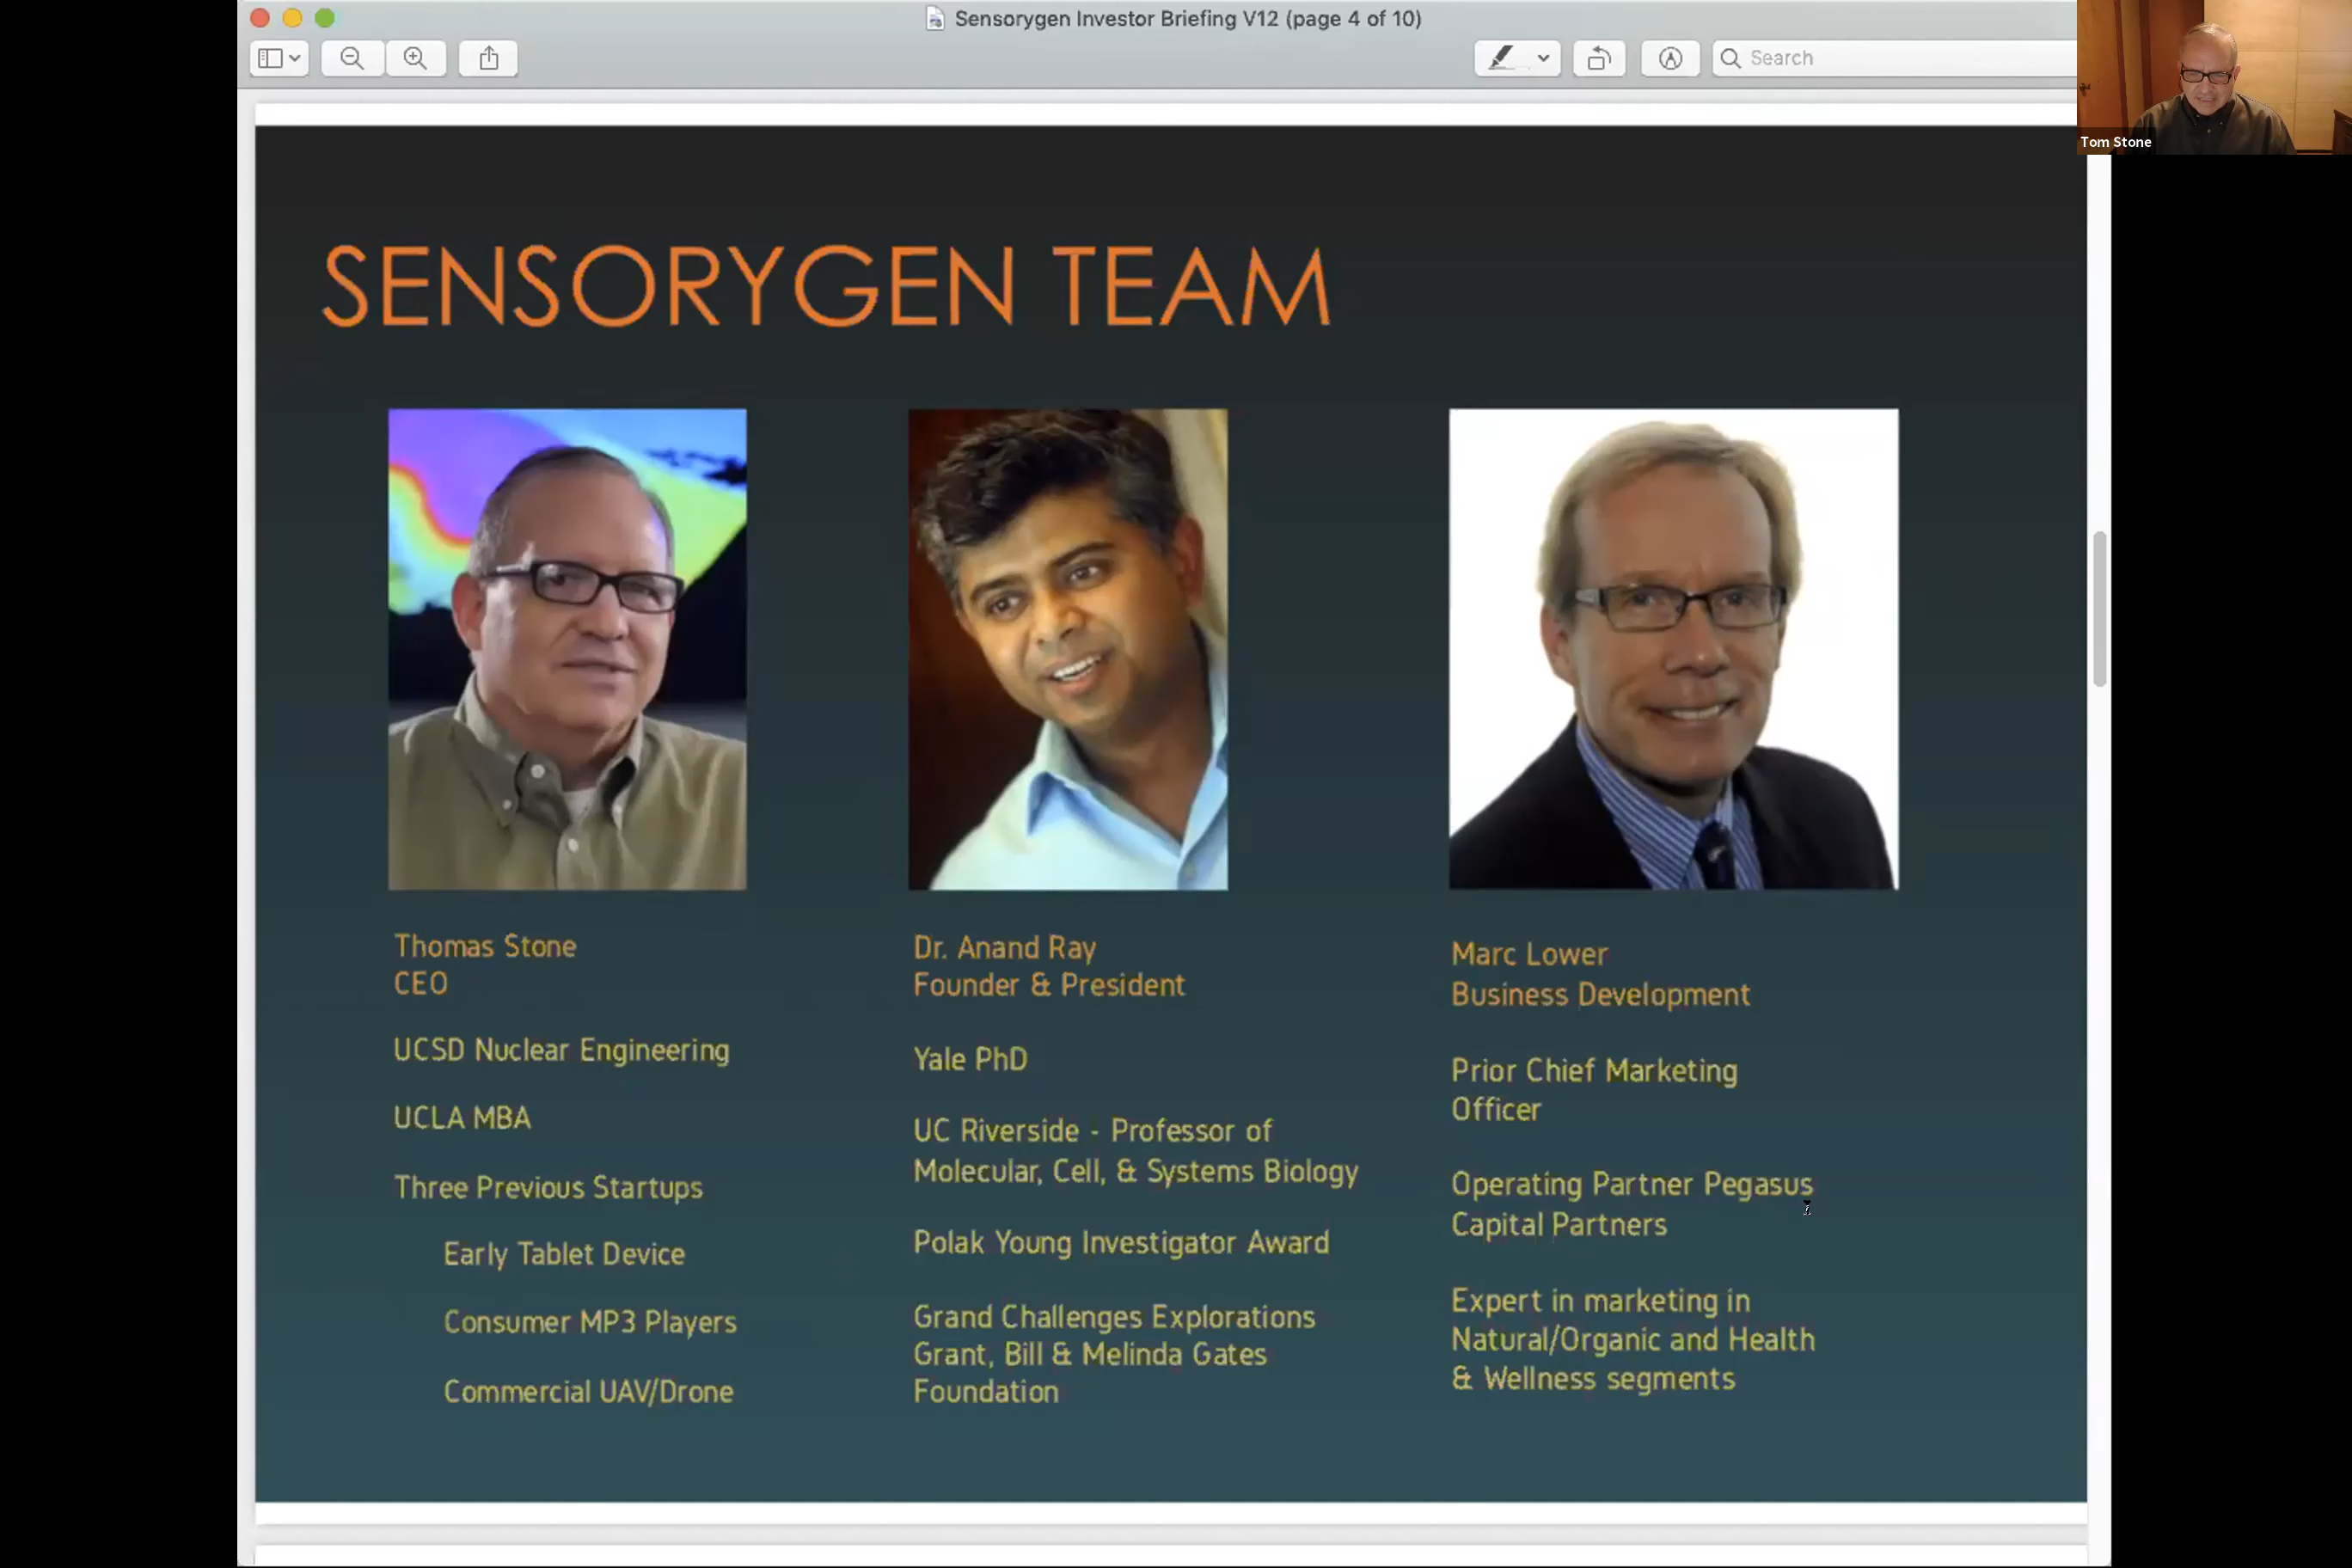 Sensorygen Investor Briefing V12 (page 4 of 10)
Search
Tom Stone
SENSORYGEN TEAM
Thomas Stone
CEO
UCSD Nuclear Engineering
UCLA MBA
Three Previous Startups
Early Tablet Device
Consumer MP3 Players
Commercial UAV/Drone
Dr. Anand Ray
Founder & President
Yale PhD
UC Riverside - Professor of
Molecular, Cell, & Systems Biology
Polak Young Investigator Award
Grand Challenges Explorations
Grant, Bill & Melinda Gates
Foundation
Marc Lower
Business Development
Prior Chief Marketing
Officer
Operating Partner Pegasus
Capital Partners
Expert in marketing in
Natural/Organic and Health
& Wellness segments